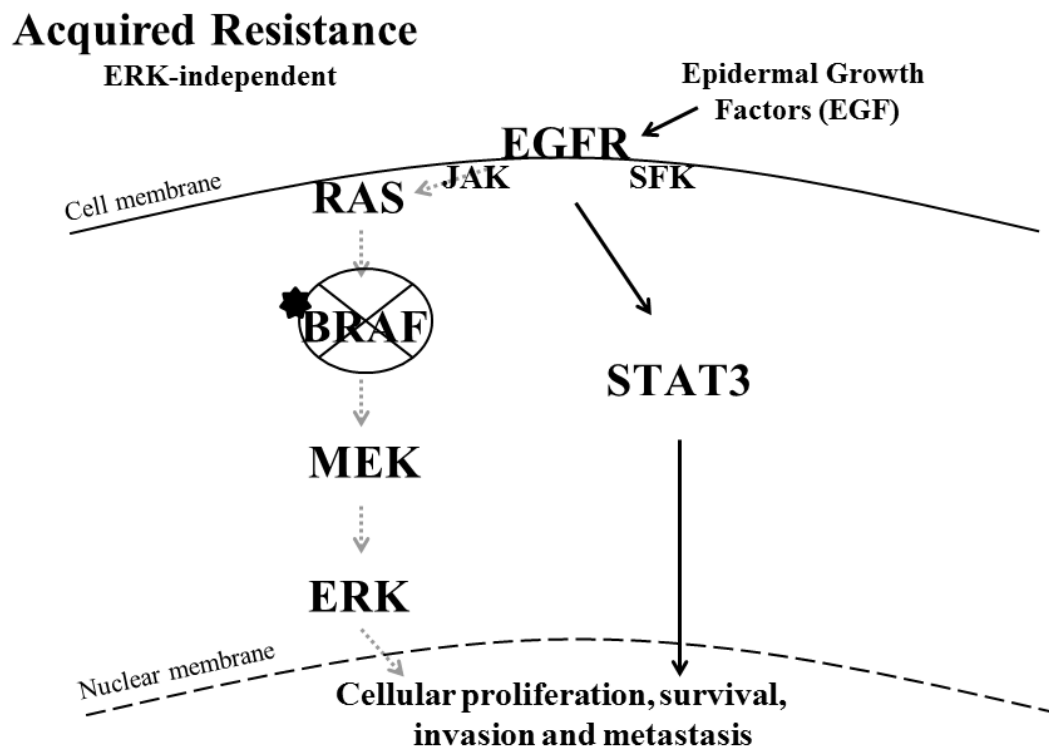 Acquired Resistance
ERK-independent
Epidermal Growth
Factors (EGF)
EGFR
JAK
SFK
Cell membrane
RAS
BRAF
STAT3
MEK
ERK
Nuclear membrane
Cellular proliferation, survival,
invasion and metastasis